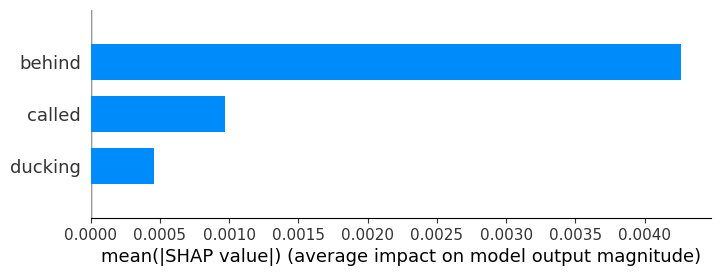 behind
called
ducking
0.0000 0.0005 0.0010 0.0015 0.0020 0.0025 0.0030 0.0035 0.0040
mean(|SHAP value|) (average impact on model output magnitude)